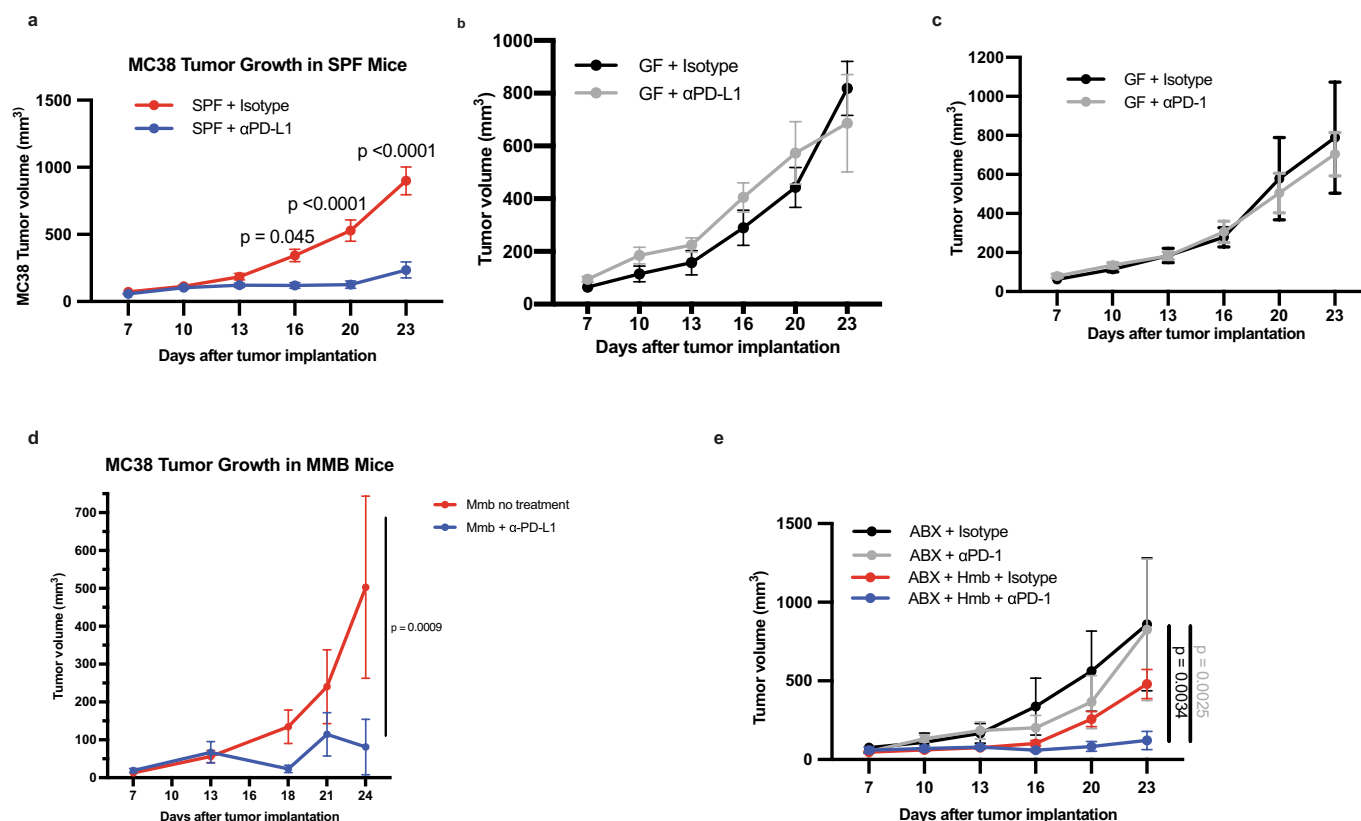 a
MC38 Tumor Growth in SPF Mice
SPF + Isotype
SPF + αPD-L1
MC38 Tumor volume (mm³)
1500
1000
500
0
p = 0.045
p <0.0001
p <0.0001
7 10 13 16 20 23
Days after tumor implantation
b
GF + Isotype
GF + αPD-L1
Tumor volume (mm³)
1000
800
600
400
200
0
7 10 13 16 20 23
Days after tumor implantation
c
GF + Isotype
GF + αPD-1
Tumor volume (mm³)
1200
1000
800
600
400
200
0
7 10 13 16 20 23
Days after tumor implantation
d
MC38 Tumor Growth in MMB Mice
Mmb no treatment
Mmb + α-PD-L1
Tumor volume (mm³)
700
600
500
400
300
200
100
0
p = 0.0009
7 10 13 18 21 24
Days after tumor implantation
e
ABX + Isotype
ABX + αPD-1
ABX + Hmb + Isotype
ABX + Hmb + αPD-1
Tumor volume (mm³)
1500
1000
500
0
p = 0.0034
p = 0.0025
7 10 13 16 20 23
Days after tumor implantation